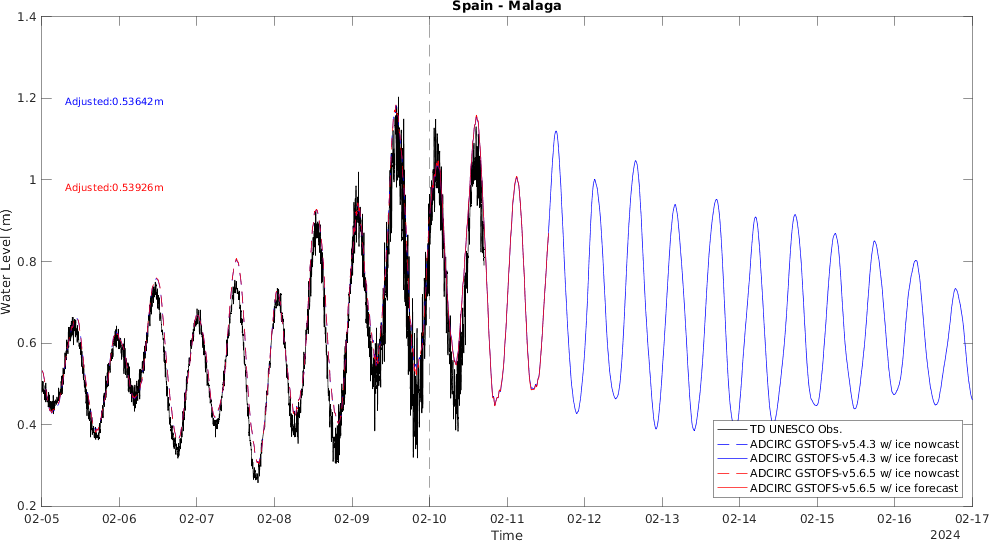 Spain - Malaga
1.4
1.2
1
0.8
0.6
0.4
0.2
Water Level (m)
Adjusted:0.53642m
Adjusted:0.53926m
TD UNESCO Obs.
ADCIRC GSTOFS-v5.4.3 w/ ice nowcast
ADCIRC GSTOFS-v5.4.3 w/ ice forecast
ADCIRC GSTOFS-v5.6.5 w/ ice nowcast
ADCIRC GSTOFS-v5.6.5 w/ ice forecast
02-05 02-06 02-07 02-08 02-09 02-10 02-11 02-12 02-13 02-14 02-15 02-16 02-17
Time
2024